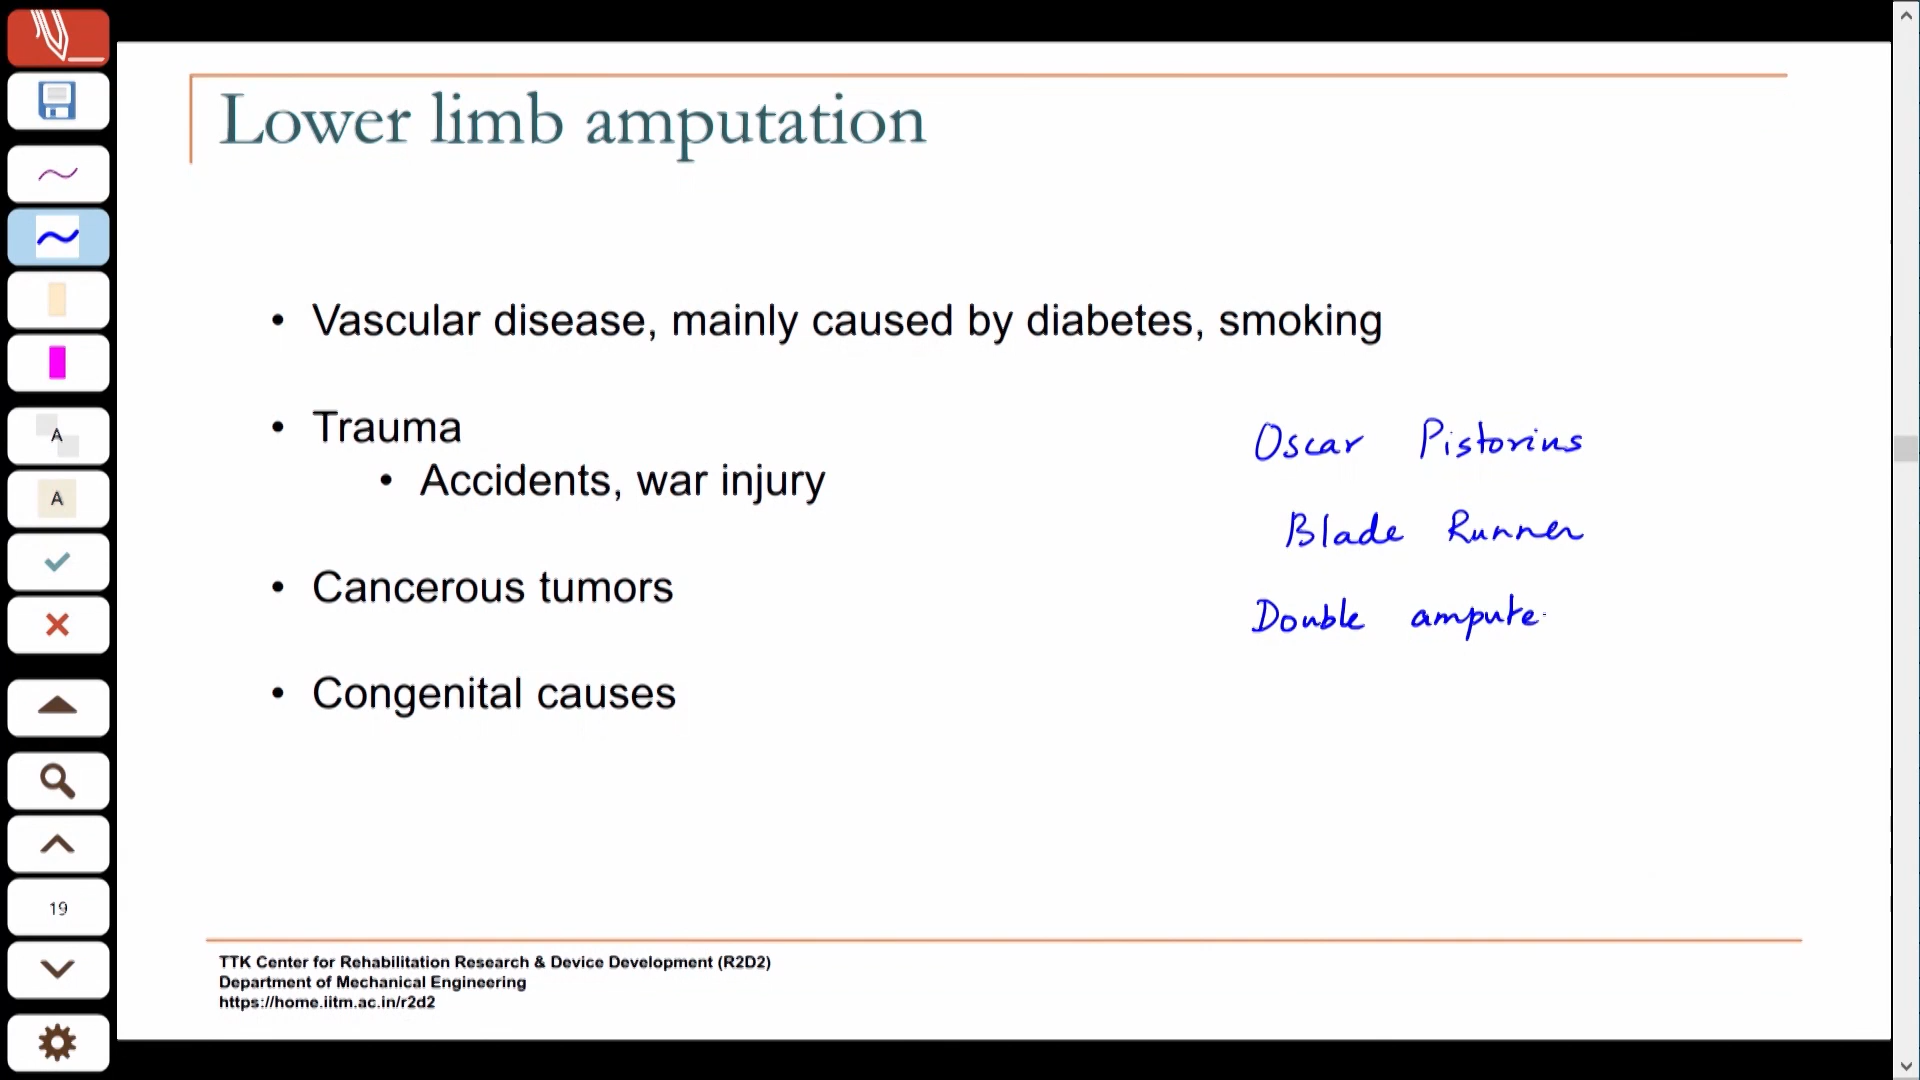 Lower limb amputation
• Vascular disease, mainly caused by diabetes, smoking
• Trauma
• Accidents, war injury
• Cancerous tumors
• Congenital causes
Oscar Pistorius
Blade Runner
Double ampute
A
A
19
TTK Center for Rehabilitation Research & Device Development (R2D2)
Department of Mechanical Engineering
https://home.iitm.ac.in/r2d2